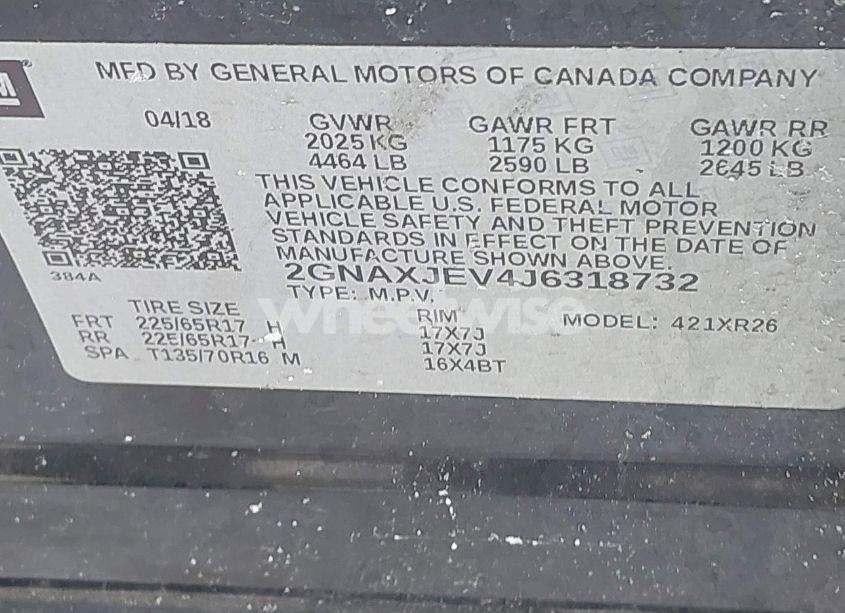 GM
MFD BY GENERAL MOTORS OF CANADA COMPANY
04/18 GVWR GAWR FRT GAWR RR
2025 KG 1175 KG 1200 KG
4464 LB 2590 LB 2645 LB
THIS VEHICLE CONFORMS TO ALL
APPLICABLE U.S. FEDERAL MOTOR
VEHICLE SAFETY AND THEFT PREVENTION
STANDARDS IN EFFECT ON THE DATE OF
MANUFACTURE SHOWN ABOVE.
384A
2GNAXJEV4J6318732
TYPE: M.P.V.
wheelwise
TIRE SIZE RIM MODEL: 421XR26
FRT 225/65R17 H 17X7J
RR 225/65R17 H 17X7J
SPA T135/70R16 M 16X4BT